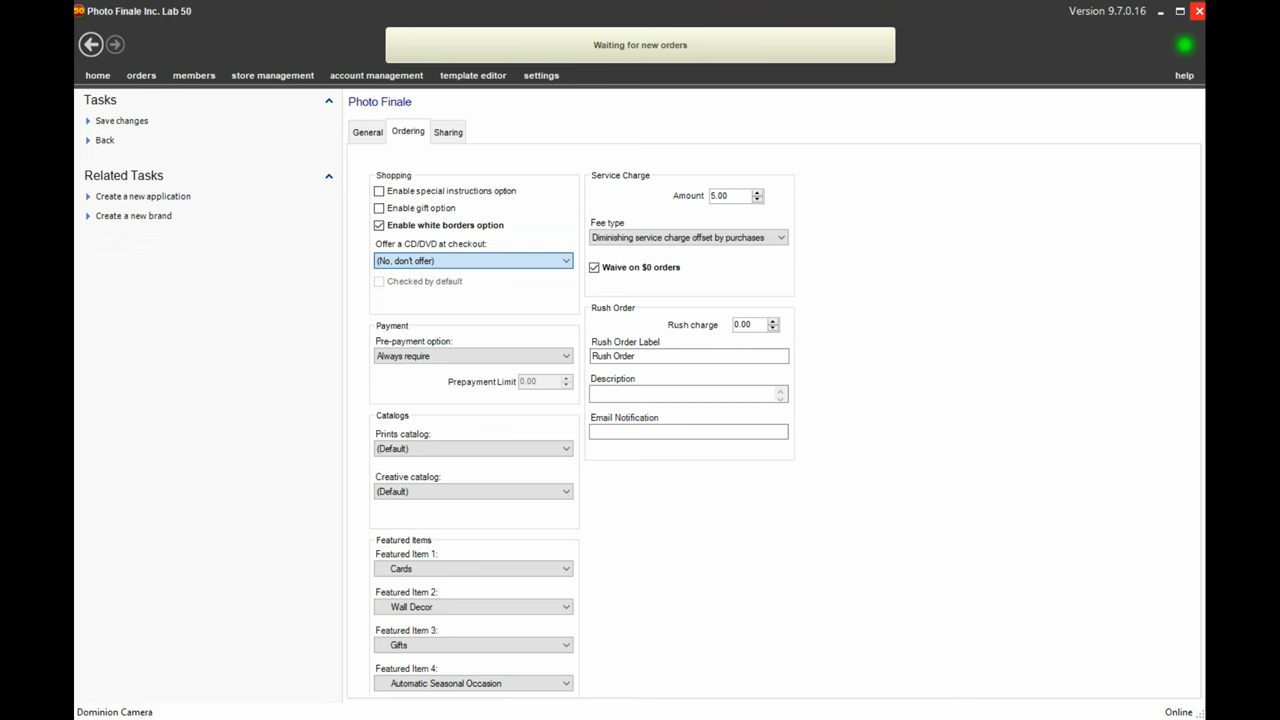 50 Photo Finale Inc. Lab 50
Version 9.7.0.16
Waiting for new orders
home orders members store management account management template editor settings help
Tasks
Save changes
Back
Related Tasks
Create a new application
Create a new brand
Photo Finale
General Ordering Sharing
Shopping
Enable special instructions option
Enable gift option
Enable white borders option
Offer a CD/DVD at checkout:
(No, don't offer)
Checked by default
Payment
Pre-payment option:
Always require
Prepayment Limit 0.00
Catalogs
Prints catalog:
(Default)
Creative catalog:
(Default)
Featured Items
Featured Item 1:
Cards
Featured Item 2:
Wall Decor
Featured Item 3:
Gifts
Featured Item 4:
Automatic Seasonal Occasion
Service Charge
Amount 5.00
Fee type
Diminishing service charge offset by purchases
Waive on $0 orders
Rush Order
Rush charge 0.00
Rush Order Label
Rush Order
Description
Email Notification
Dominion Camera
Online